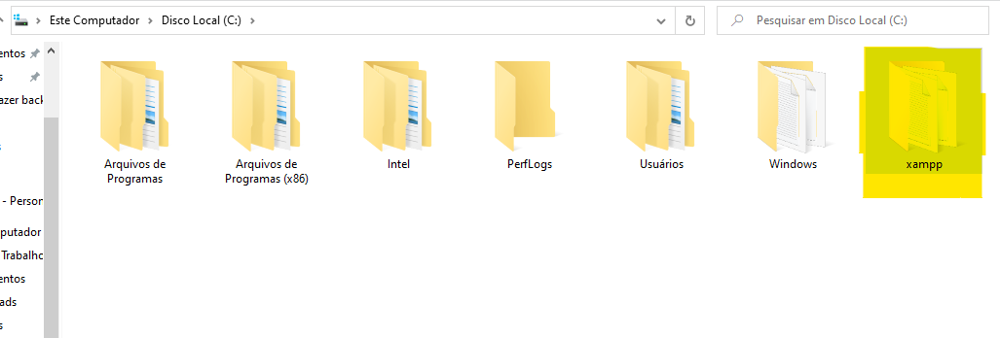 Este Computador
Disco Local (C:)
Pesquisar em Disco Local (C:)
entos
s
azer back
s
- Person
putador
Trabalho
entos
ads
s
Arquivos de
Programas
Arquivos de
Programas (x86)
Intel
PerfLogs
Usuários
Windows
xampp